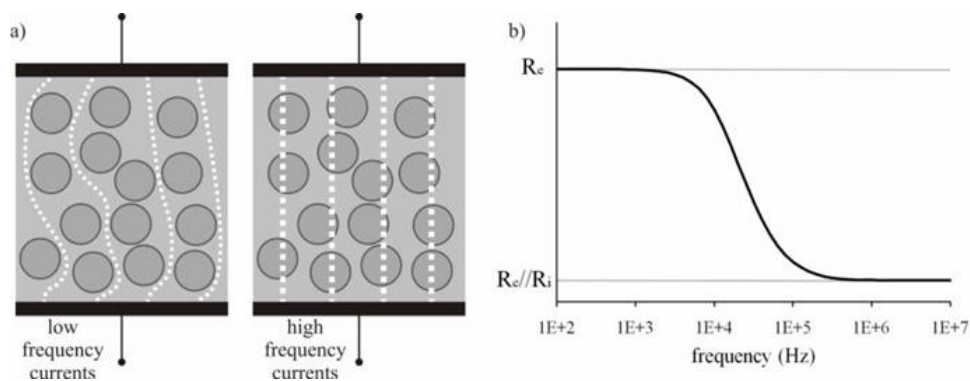 a)
low
frequency
currents
high
frequency
currents
b)
Re
Re//Ri
1E+2 1E+3 1E+4 1E+5 1E+6 1E+7
frequency (Hz)